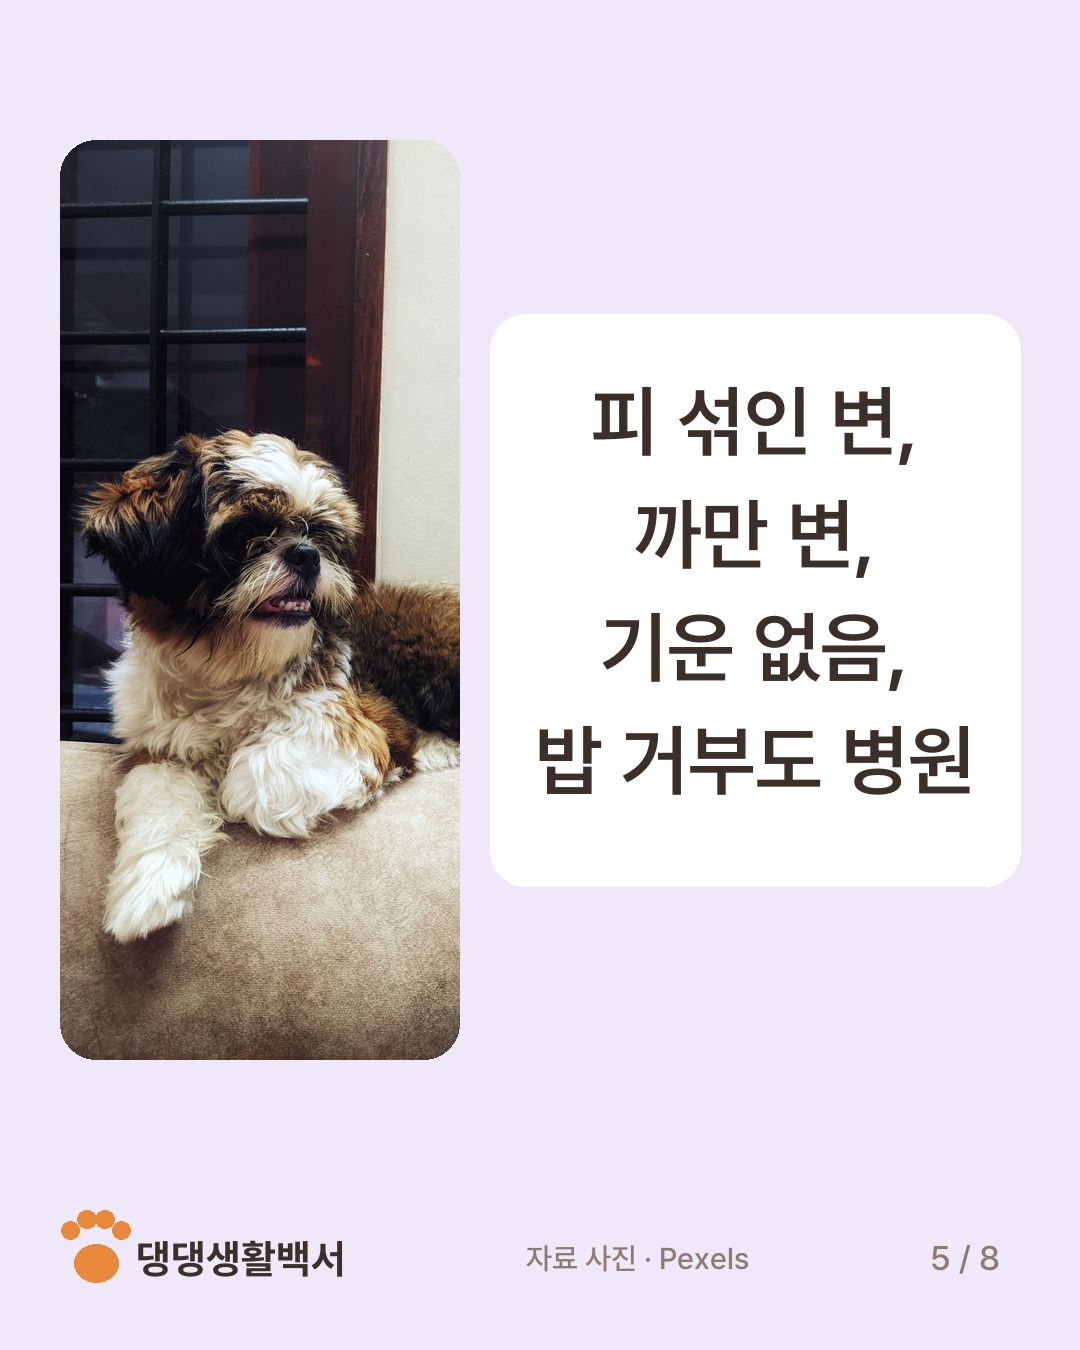 피 섞인 변,
까만 변,
기운 없음,
밥 거부도 병원
댕댕생활백서
자료 사진 · Pexels
5 / 8